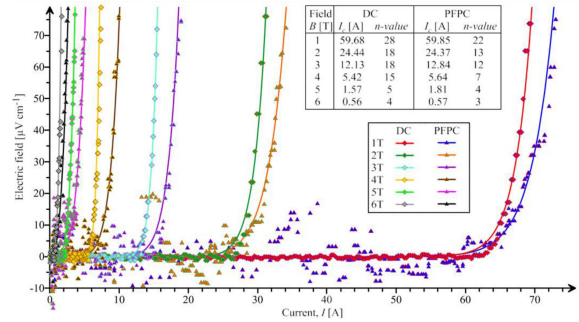 Field DC PFPC
B [T] Ic [A] n-value Ic [A] n-value
1 59.68 28 59.85 22
2 24.44 18 24.37 13
3 12.13 18 12.84 12
4 5.42 15 5.64 7
5 1.57 5 1.81 4
6 0.56 4 0.57 3
DC PFPC
1T
2T
3T
4T
5T
6T
Electric field [µV cm⁻¹]
70
60
50
40
30
20
10
0
-10
0 10 20 30 40 50 60 70
Current, I [A]